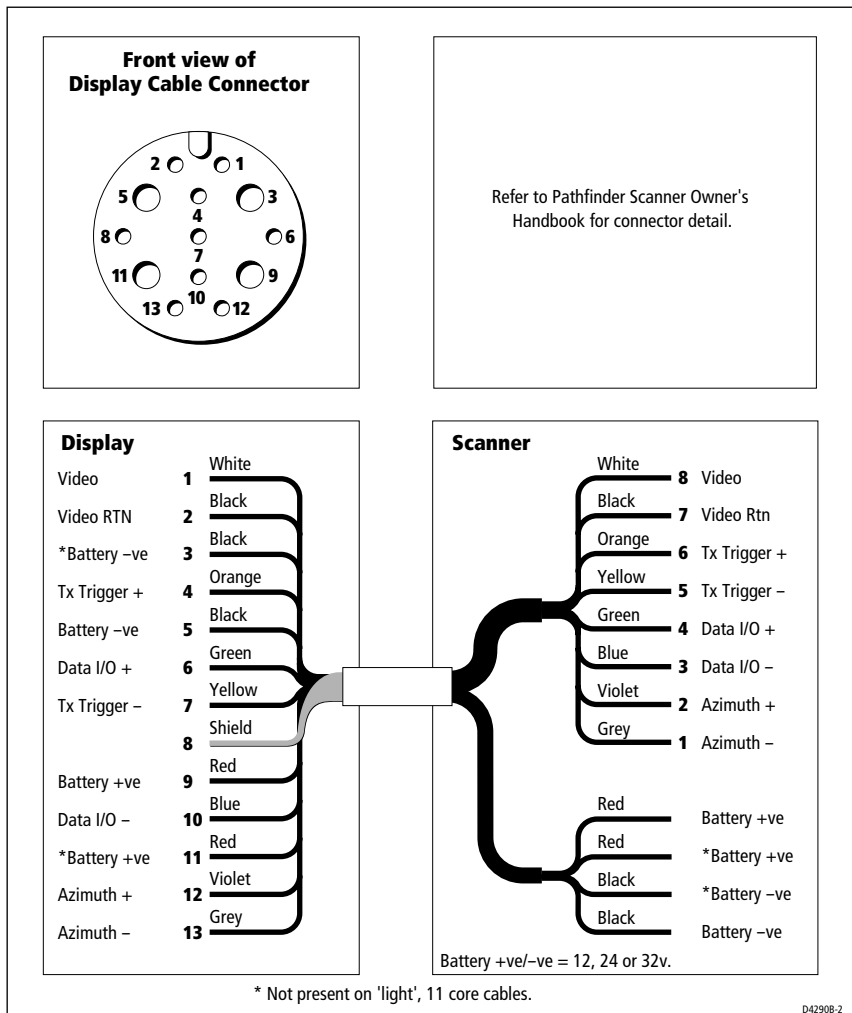 Front view of
Display Cable Connector
2 1
5 3
4
8 6
7
11 9
10
13 12
Refer to Pathfinder Scanner Owner's
Handbook for connector detail.
Display
Video 1 White
Video RTN 2 Black
*Battery –ve 3 Black
Tx Trigger + 4 Orange
Battery –ve 5 Black
Data I/O + 6 Green
Tx Trigger – 7 Yellow
8 Shield
Battery +ve 9 Red
Data I/O – 10 Blue
*Battery +ve 11 Red
Azimuth + 12 Violet
Azimuth – 13 Grey
Scanner
White 8 Video
Black 7 Video Rtn
Orange 6 Tx Trigger +
Yellow 5 Tx Trigger –
Green 4 Data I/O +
Blue 3 Data I/O –
Violet 2 Azimuth +
Grey 1 Azimuth –
Red Battery +ve
Red *Battery +ve
Black *Battery –ve
Black Battery –ve
Battery +ve/–ve = 12, 24 or 32v.
* Not present on 'light', 11 core cables.
D4290B-2